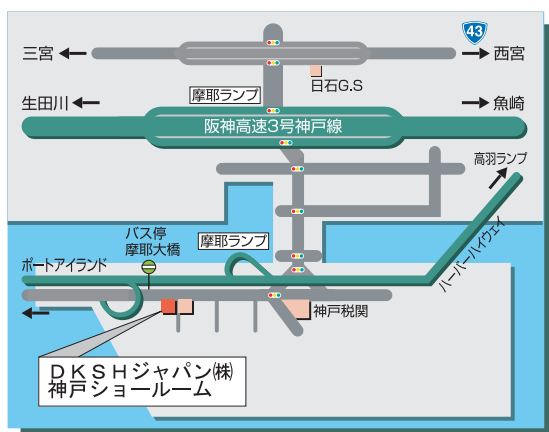 43
三宮
西宮
日石G.S
生田川
摩耶ランプ
魚崎
阪神高速3号神戸線
高羽ランプ
バス停
摩耶大橋
摩耶ランプ
ハーバーハイウェイ
ポートアイランド
神戸税関
DKSHジャパン㈱
神戸ショールーム